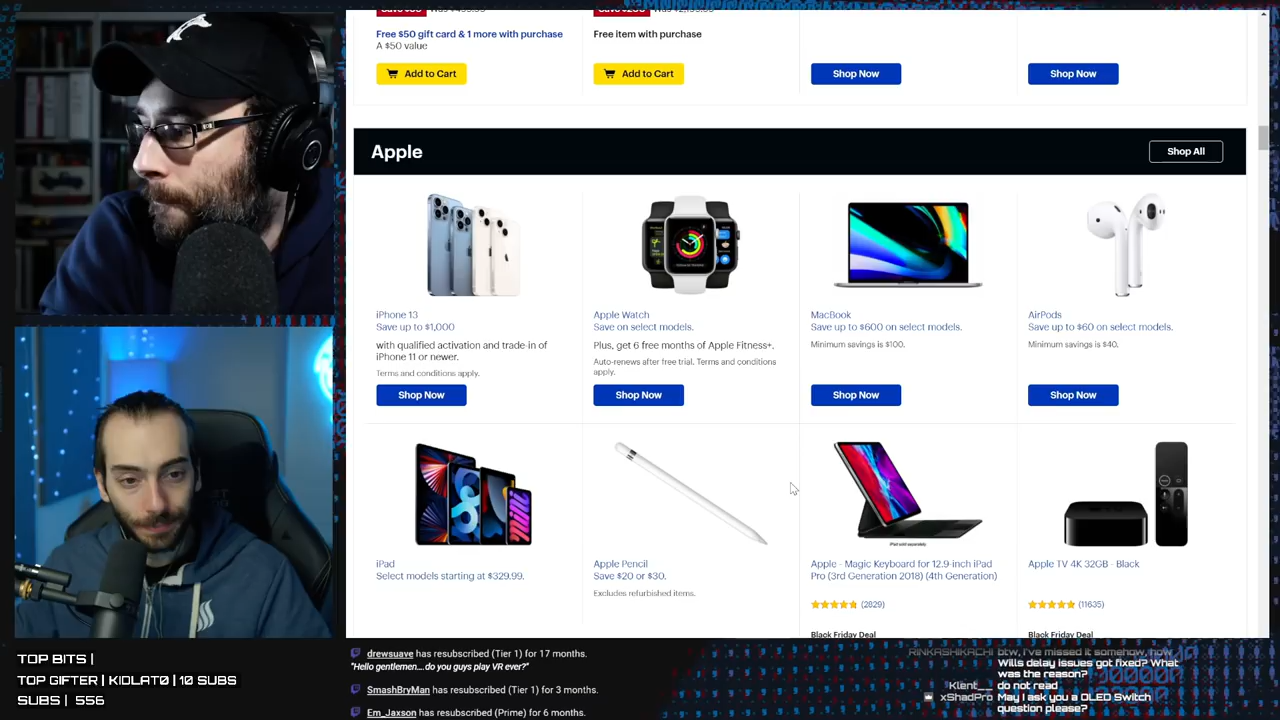 Free $50 gift card & 1 more with purchase
A $50 value
Add to Cart
Free item with purchase
Add to Cart
Shop Now
Shop Now
Apple
Shop All
iPhone 13
Save up to $1,000
with qualified activation and trade-in of
iPhone 11 or newer.
Terms and conditions apply.
Shop Now
Apple Watch
Save on select models.
Plus, get 6 free months of Apple Fitness+.
Auto-renews after free trial. Terms and conditions
apply.
Shop Now
MacBook
Save up to $600 on select models.
Minimum savings is $100.
Shop Now
AirPods
Save up to $60 on select models.
Minimum savings is $40.
Shop Now
iPad
Select models starting at $329.99.
Apple Pencil
Save $20 or $30.
Excludes refurbished items.
iPad sold separately.
Apple - Magic Keyboard for 12.9-inch iPad
Pro (3rd Generation 2018) (4th Generation)
(2829)
Black Friday Deal
Apple TV 4K 32GB - Black
(11635)
Black Friday Deal
TOP BITS |
TOP GIFTER | KIDLAT0 | 10 SUBS
SUBS | 556
drewsuave has resubscribed (Tier 1) for 17 months.
"Hello gentlemen....do you guys play VR ever?"
SmashBryMan has resubscribed (Tier 1) for 3 months.
Em_Jaxson has resubscribed (Prime) for 6 months.
RINKASHIKACHI btw, I've missed it somehow, how
Wills delay issues got fixed? What
was the reason?
Klent__ do not read
xShadPro May I ask you a OLED Switch
question please?